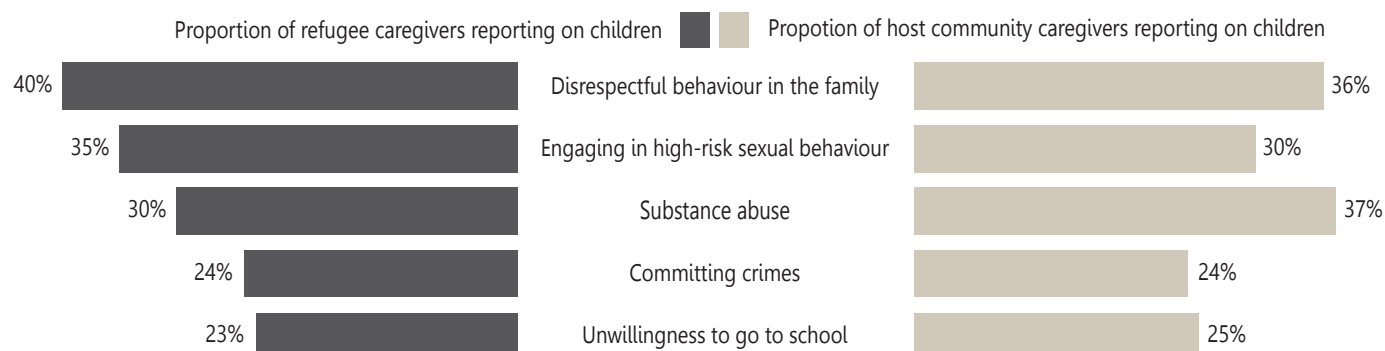 Proportion of refugee caregivers reporting on children Propotion of host community caregivers reporting on children
40% Disrespectful behaviour in the family 36%
35% Engaging in high-risk sexual behaviour 30%
30% Substance abuse 37%
24% Committing crimes 24%
23% Unwillingness to go to school 25%